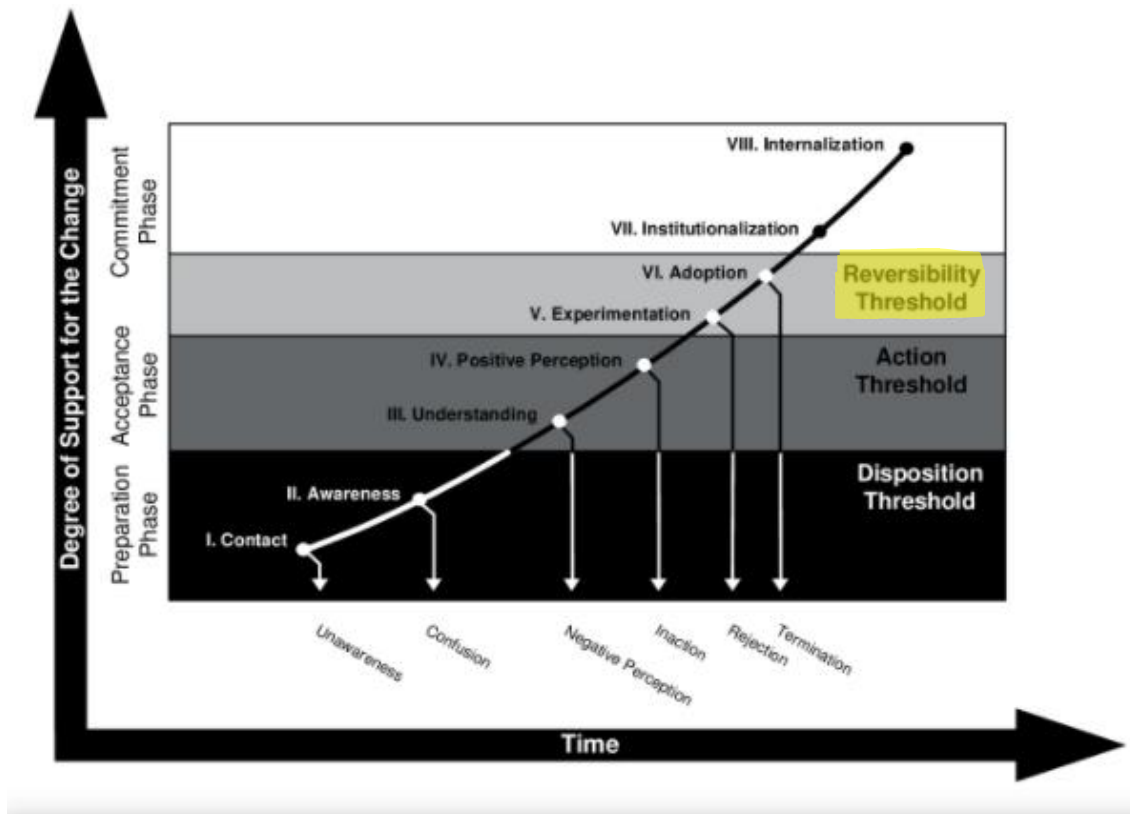 Degree of Support for the Change
Commitment
Phase
Acceptance
Phase
Preparation
Phase
VIII. Internalization
VII. Institutionalization
VI. Adoption
Reversibility
Threshold
V. Experimentation
IV. Positive Perception
Action
Threshold
III. Understanding
Disposition
Threshold
II. Awareness
I. Contact
Unawareness
Confusion
Negative Perception
Inaction
Rejection
Termination
Time